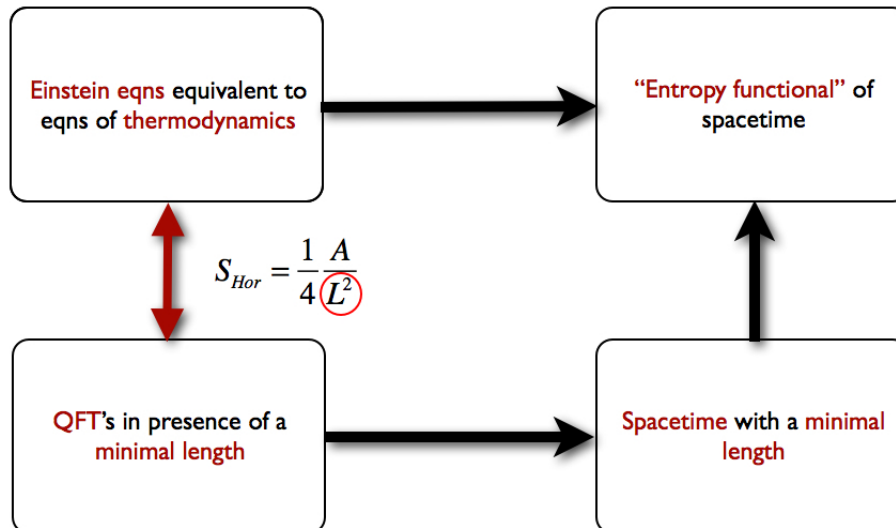 Einstein eqns equivalent to
eqns of thermodynamics
“Entropy functional” of
spacetime
S_Hor = 1/4 A/L²
QFT’s in presence of a
minimal length
Spacetime with a minimal
length